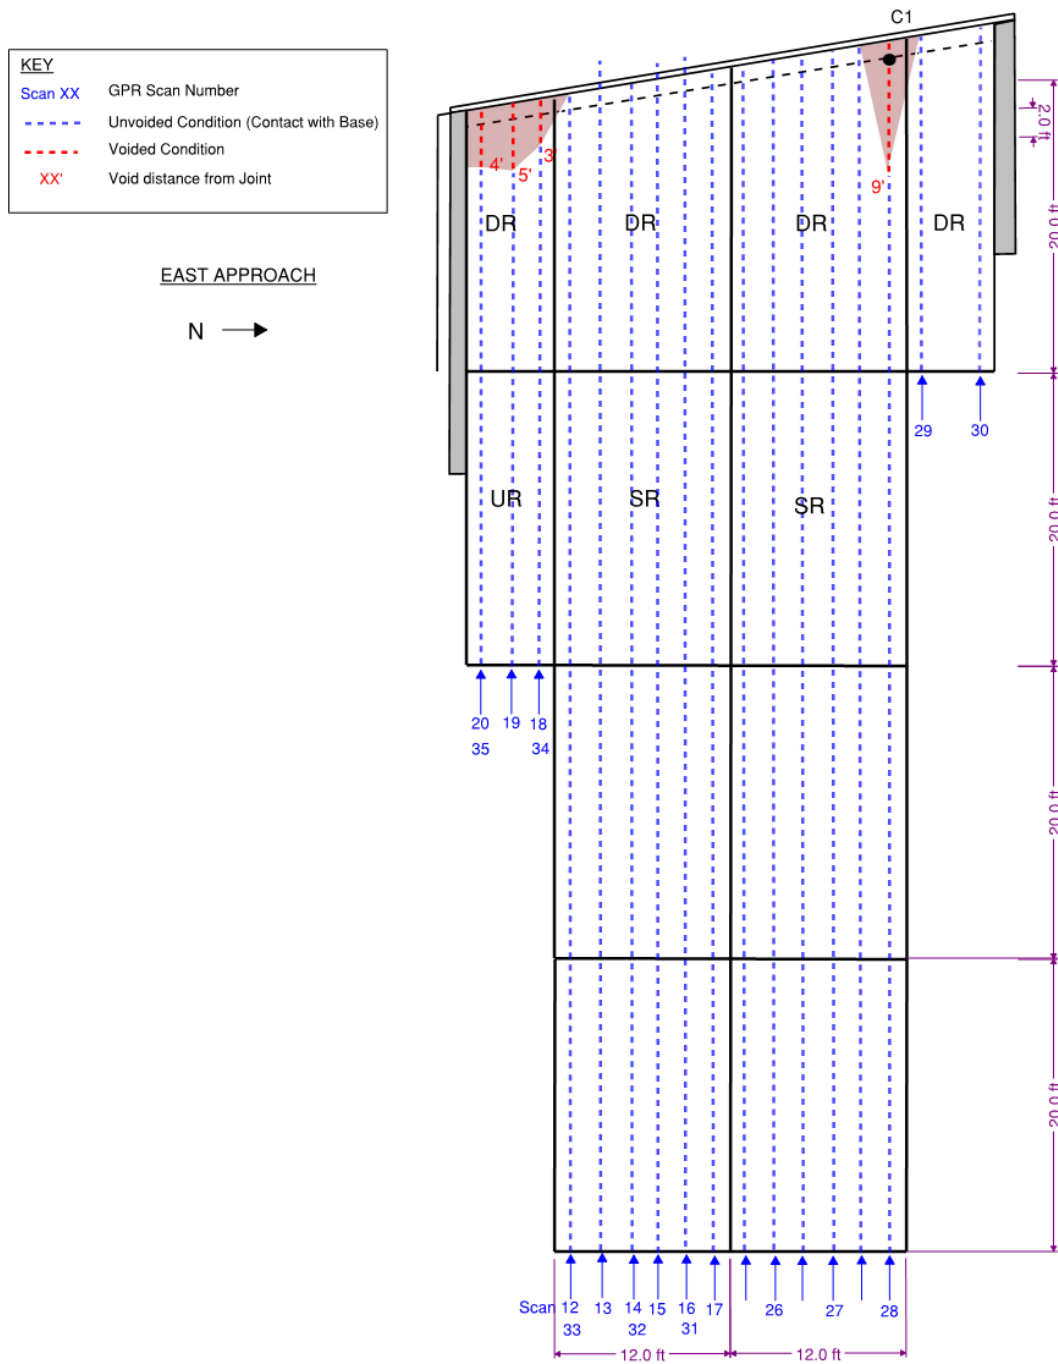 C1
KEY
Scan XX GPR Scan Number
Unvoided Condition (Contact with Base)
Voided Condition
XX' Void distance from Joint
2.0 ft
4' 3'
5'
9'
DR DR DR DR
20.0 ft
EAST APPROACH
N
29 30
UR SR SR
20.0 ft
20 19 18
35 34
20.0 ft
20.0 ft
Scan 12 13 14 15 16 17 26 27 28
33 32 31
12.0 ft 12.0 ft